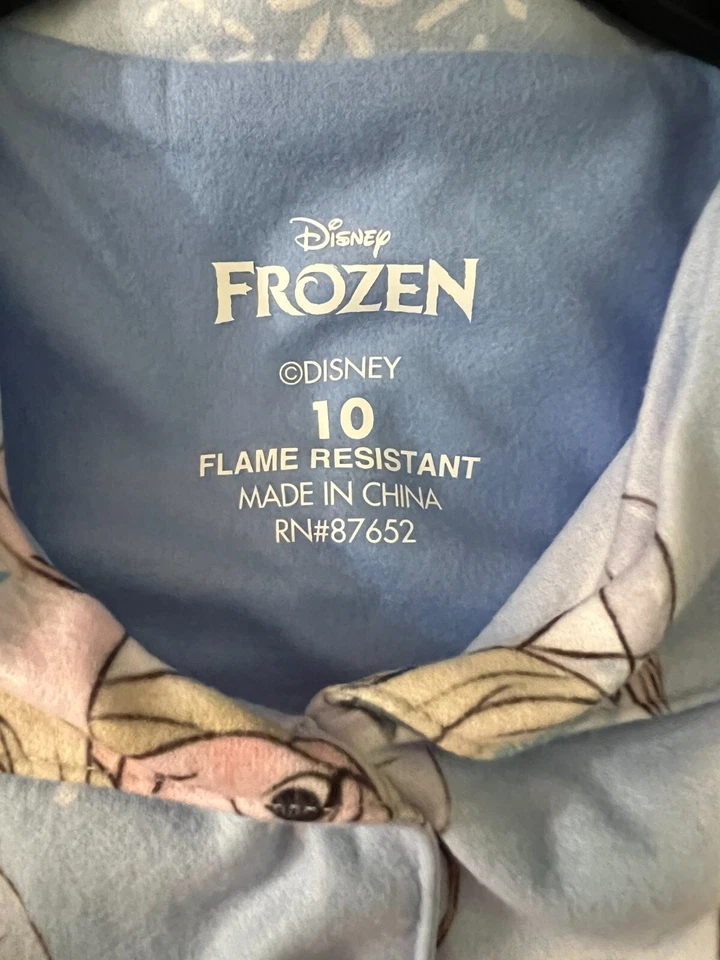 Disney
FROZEN
©DISNEY
10
FLAME RESISTANT
MADE IN CHINA
RN#87652